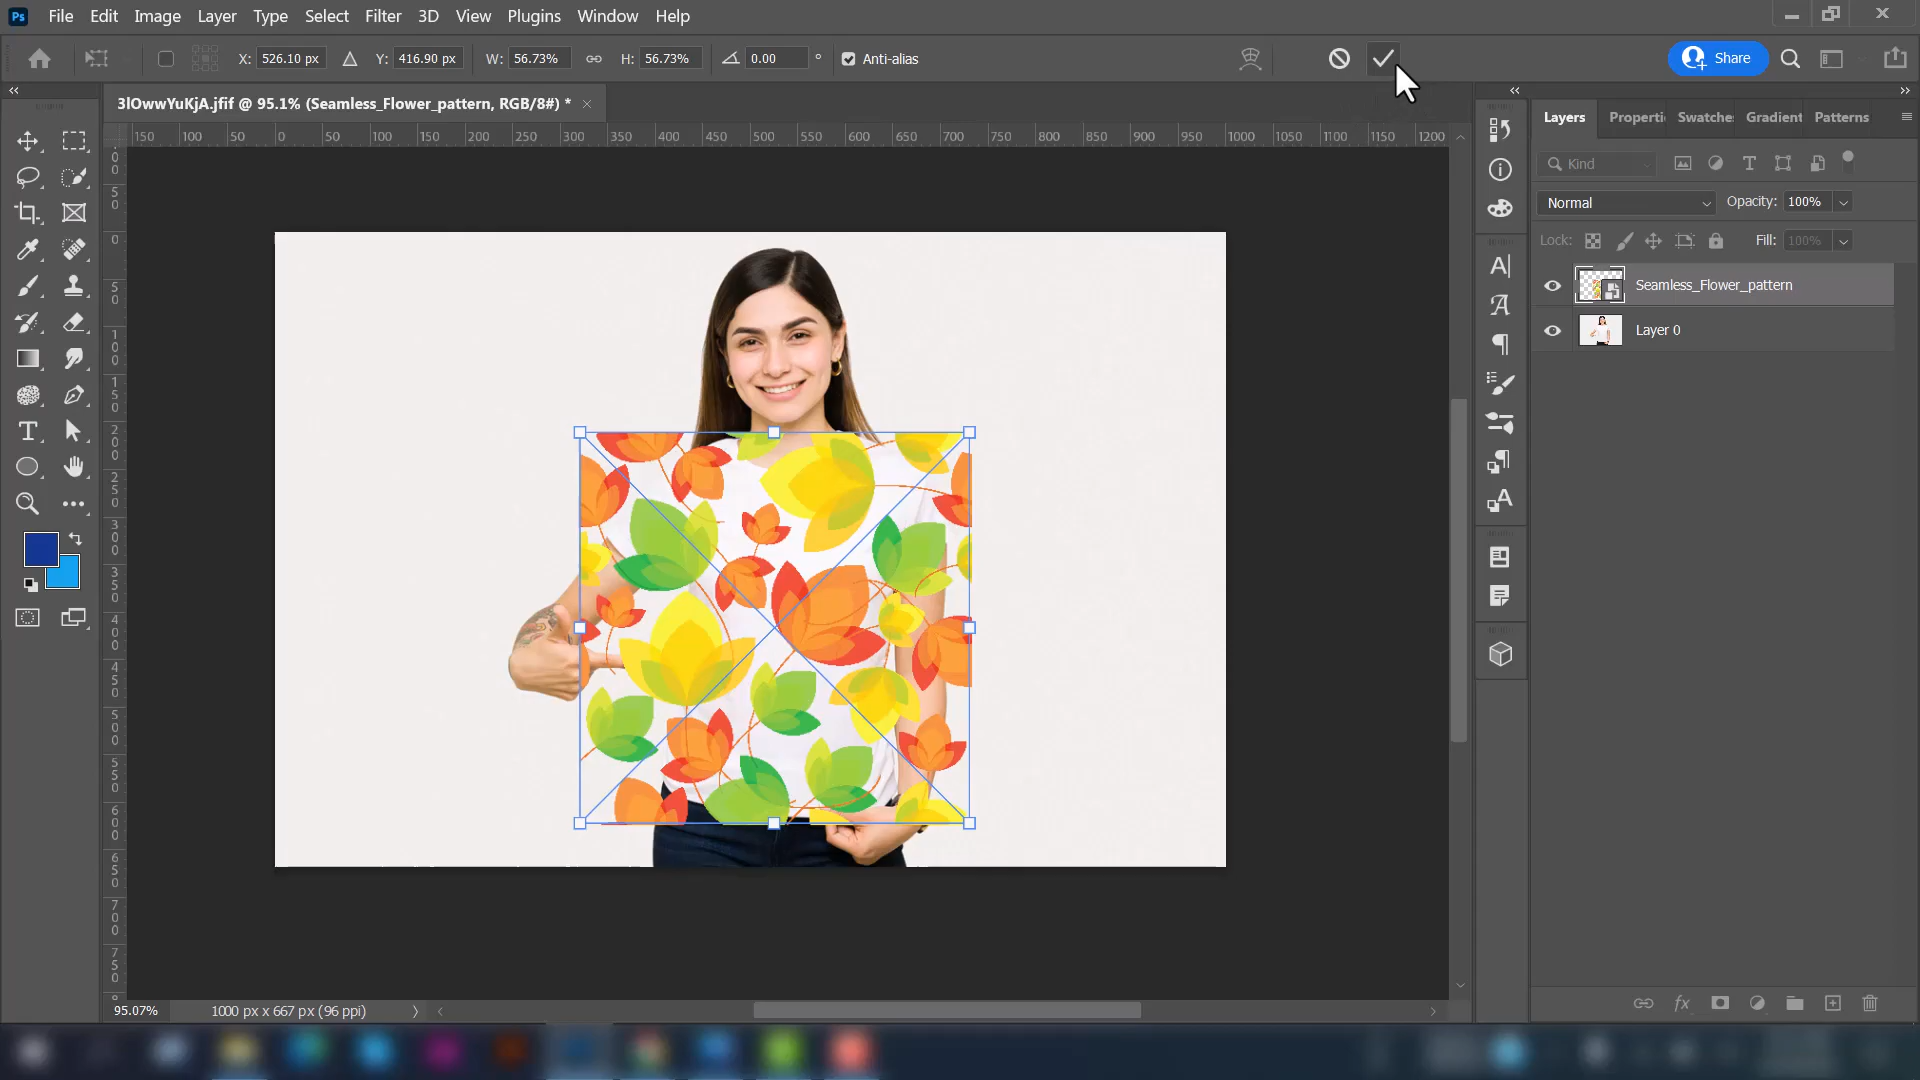 Ps File Edit Image Layer Type Select Filter 3D View Plugins Window Help
X: 526.10 px Y: 416.90 px W: 56.73% H: 56.73% 0.00 ° Anti-alias Share
3lOwwYuKjA.jfif @ 95.1% (Seamless_Flower_pattern, RGB/8#) * ×
150 100 50 0 50 100 150 200 250 300 350 400 450 500 550 600 650 700 750 800 850 900 950 1000 1050 1100 1150 1200
Layers Properti Swatche Gradient Patterns
Kind
Normal Opacity: 100%
Lock: Fill: 100%
Seamless_Flower_pattern
Layer 0
95.07% 1000 px x 667 px (96 ppi)